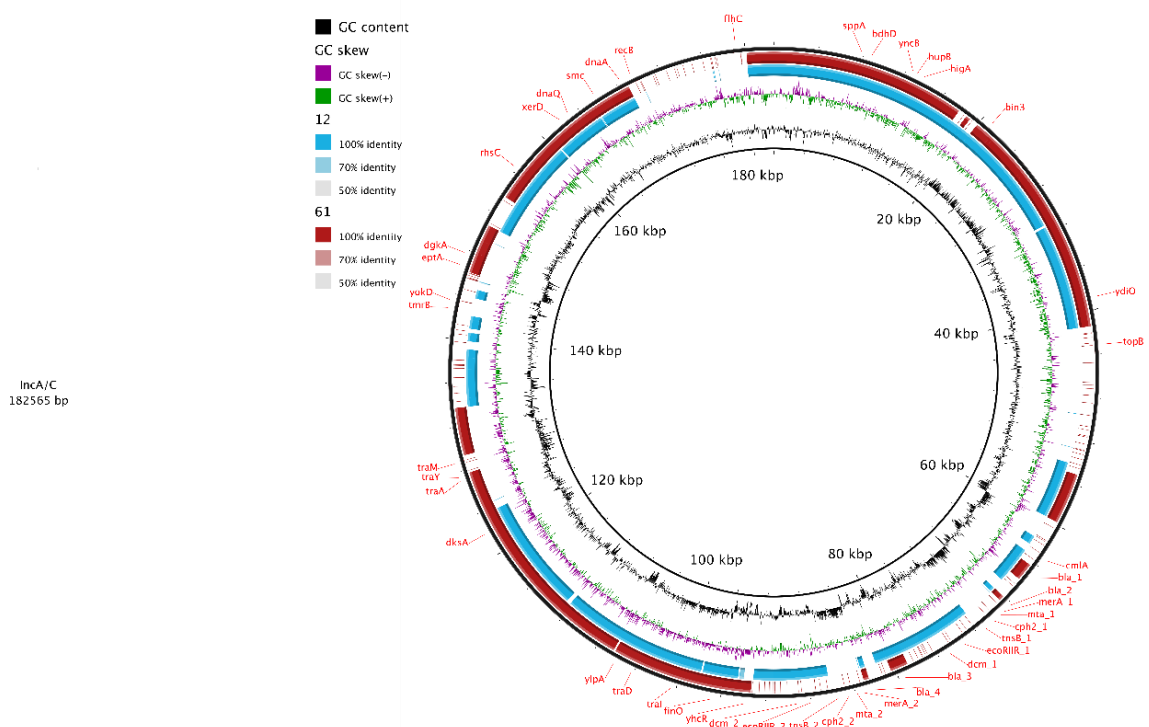 GC content
GC skew
GC skew(-)
GC skew(+)
12
100% identity
70% identity
50% identity
61
100% identity
70% identity
50% identity
IncA/C
182565 bp
flhC
sppA
bdhD
yncB
hupB
higA
bin3
ydiO
topB
cmlA
bla_1
bla_2
merA_1
mta_1
cph2_1
tnsB_1
ecoRIIR_1
dcm_1
bla_3
bla_4
merA_2
mta_2
cph2_2
tnsB_2
ecoRIIR_2
dcm_2
yhcR
finO
traI
traD
ylpA
dksA
traA
traY
traM
tmrB
yokD
eptA
dgkA
rhsC
xerD
dnaQ
smc
dnaA
recB
180 kbp
20 kbp
40 kbp
60 kbp
80 kbp
100 kbp
120 kbp
140 kbp
160 kbp